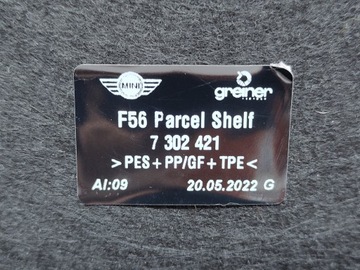 MINI
greiner
F56 Parcel Shelf
7 302 421
>PES+PP/GF+TPE<
AI:09 20.05.2022 G